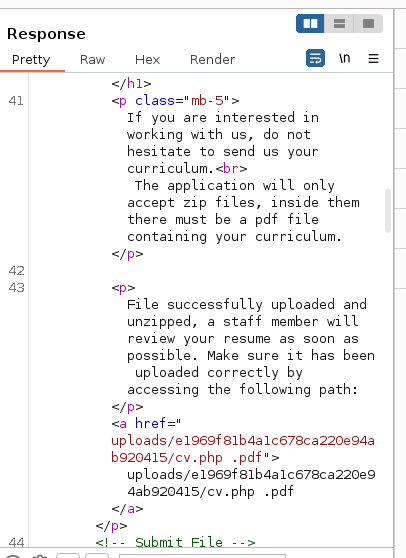 Response
Pretty Raw Hex Render \n
</h1>
41 <p class="mb-5">
If you are interested in
working with us, do not
hesitate to send us your
curriculum.<br>
The application will only
accept zip files, inside them
there must be a pdf file
containing your curriculum.
</p>
42
43 <p>
File successfully uploaded and
unzipped, a staff member will
review your resume as soon as
possible. Make sure it has been
uploaded correctly by
accessing the following path:
</p>
<a href="
uploads/e1969f81b4a1c678ca220e94a
b920415/cv.php .pdf">
uploads/e1969f81b4a1c678ca220e9
4ab920415/cv.php .pdf
</a>
</p>
44 <!-- Submit File -->